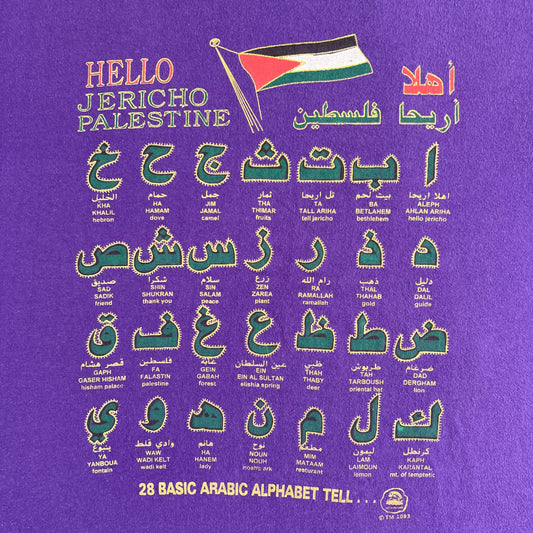 HELLO
JERICHO
PALESTINE
أهلا
أريحا فلسطين
ا
اهلا اريحا
ALEPH
AHLAN ARIHA
hello jericho
ب
بيت لحم
BA
BETLAHEM
bethlehem
ت
تل اريحا
TA
TALL ARIHA
tell jericho
ث
ثمار
THA
THIMAR
fruits
ج
جمل
JIM
JAMAL
camel
ح
حمام
HA
HAMAM
dove
خ
الخليل
KHA
KHALIL
hebron
د
دليل
DAL
DALIL
guide
ذ
ذهب
THAL
THAHAB
gold
ر
رام الله
RA
RAMALLAH
ramallah
ز
زرع
ZEN
ZAREA
plant
س
سلام
SIN
SALAM
peace
ش
شكرا
SHIN
SHUKRAN
thank you
ص
صديق
SAD
SADIK
friend
ض
ضرغام
DAD
DERGHAM
lion
ط
طربوش
TAH
TARBOUSH
oriental hat
ظ
ظبي
THAH
THABY
deer
ع
عين السلطان
EIN
EIN AL SULTAN
elishia spring
غ
غابة
GEIN
GABAH
forest
ف
فلسطين
FA
FALASTIN
palestine
ق
قصر هشام
GAPH
GASER HISHAM
hisham palace
ك
كرنطل
KAPH
KARANTAL
mt. of temptatic
ل
ليمون
LAM
LAIMOUN
lemon
م
مطعم
MIM
MATAAM
resturant
ن
نوح
NOUN
NOUH
noahs ark
ه
هانم
HA
HANEM
lady
و
وادي قلط
WAW
WADI KELT
wadi kelt
ي
ينبوع
YA
YANBOUA
fontain
28 BASIC ARABIC ALPHABET TELL...
© TM 1993